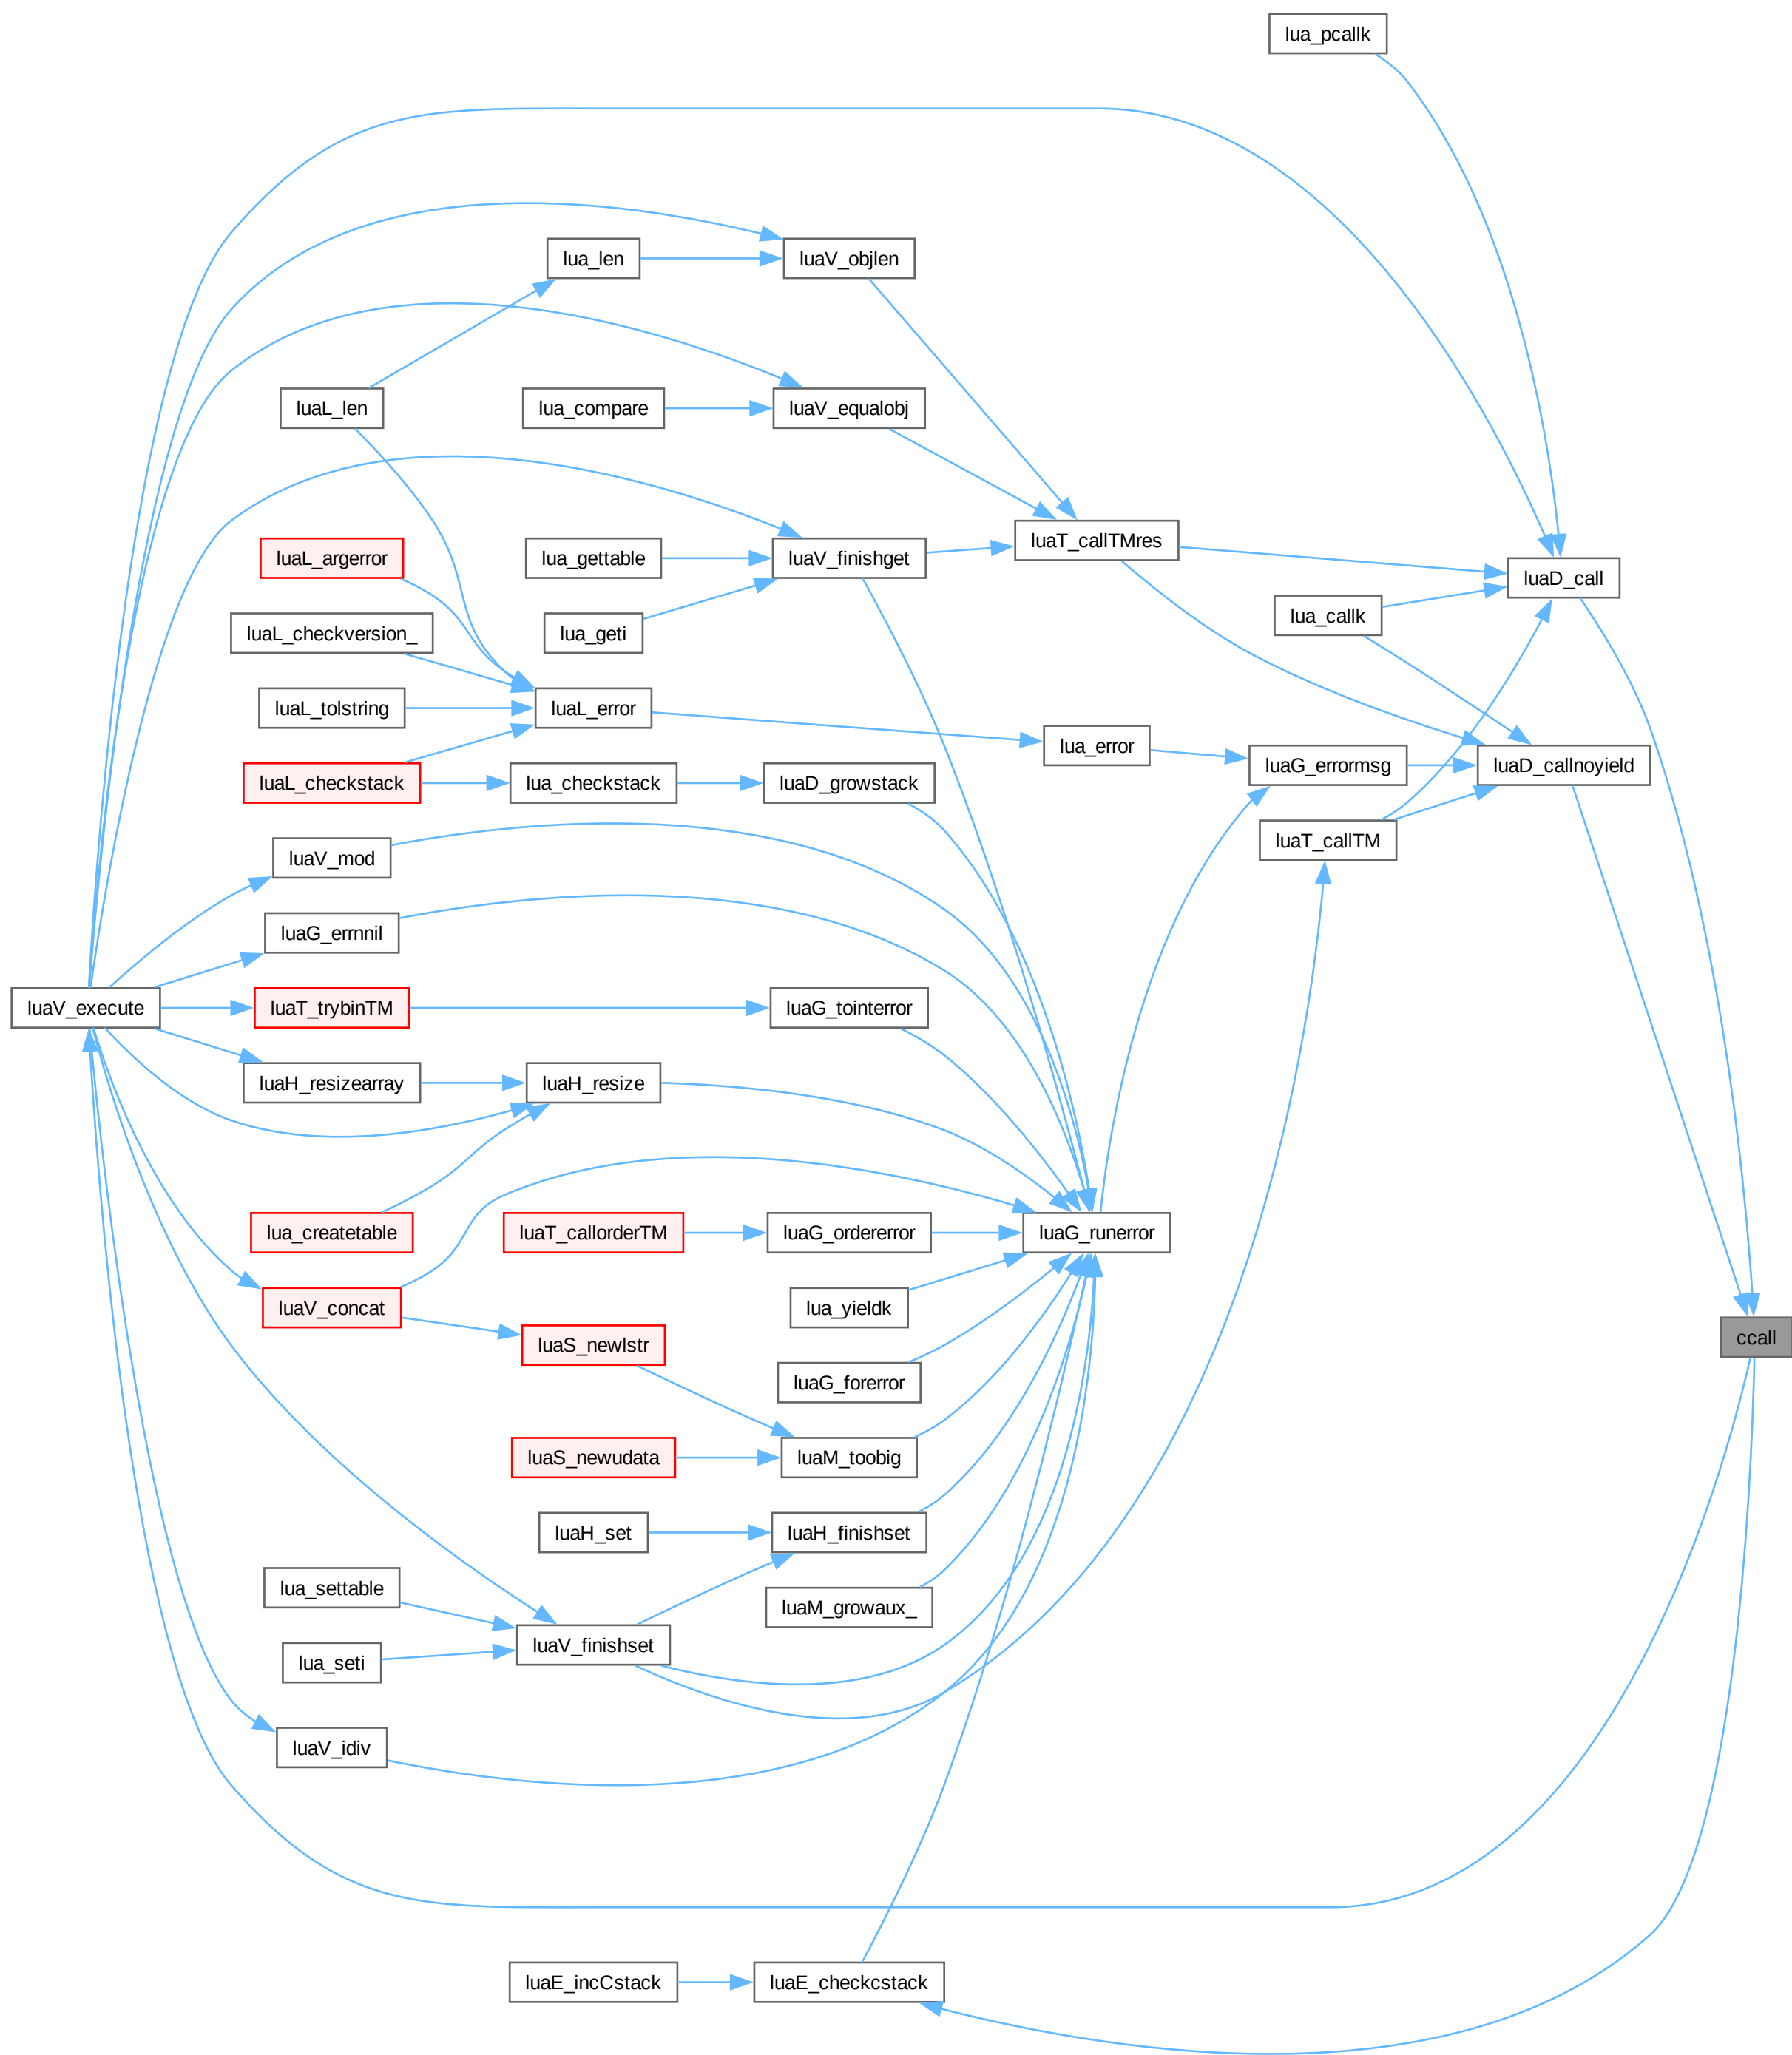 lua_pcallk
lua_len
luaV_objlen
luaL_len
lua_compare
luaV_equalobj
luaL_argerror
lua_gettable
luaV_finishget
luaT_callTMres
luaD_call
lua_callk
luaL_checkversion_
lua_geti
luaL_tolstring
luaL_error
lua_error
luaG_errormsg
luaD_callnoyield
luaL_checkstack
lua_checkstack
luaD_growstack
luaT_callTM
luaV_mod
luaG_errnnil
luaV_execute
luaT_trybinTM
luaG_tointerror
luaH_resizearray
luaH_resize
lua_createtable
luaT_callorderTM
luaG_ordererror
luaG_runerror
luaV_concat
lua_yieldk
luaS_newlstr
ccall
luaG_forerror
luaS_newudata
luaM_toobig
luaH_set
luaH_finishset
lua_settable
luaM_growaux_
luaV_finishset
lua_seti
luaV_idiv
luaE_incCstack
luaE_checkcstack